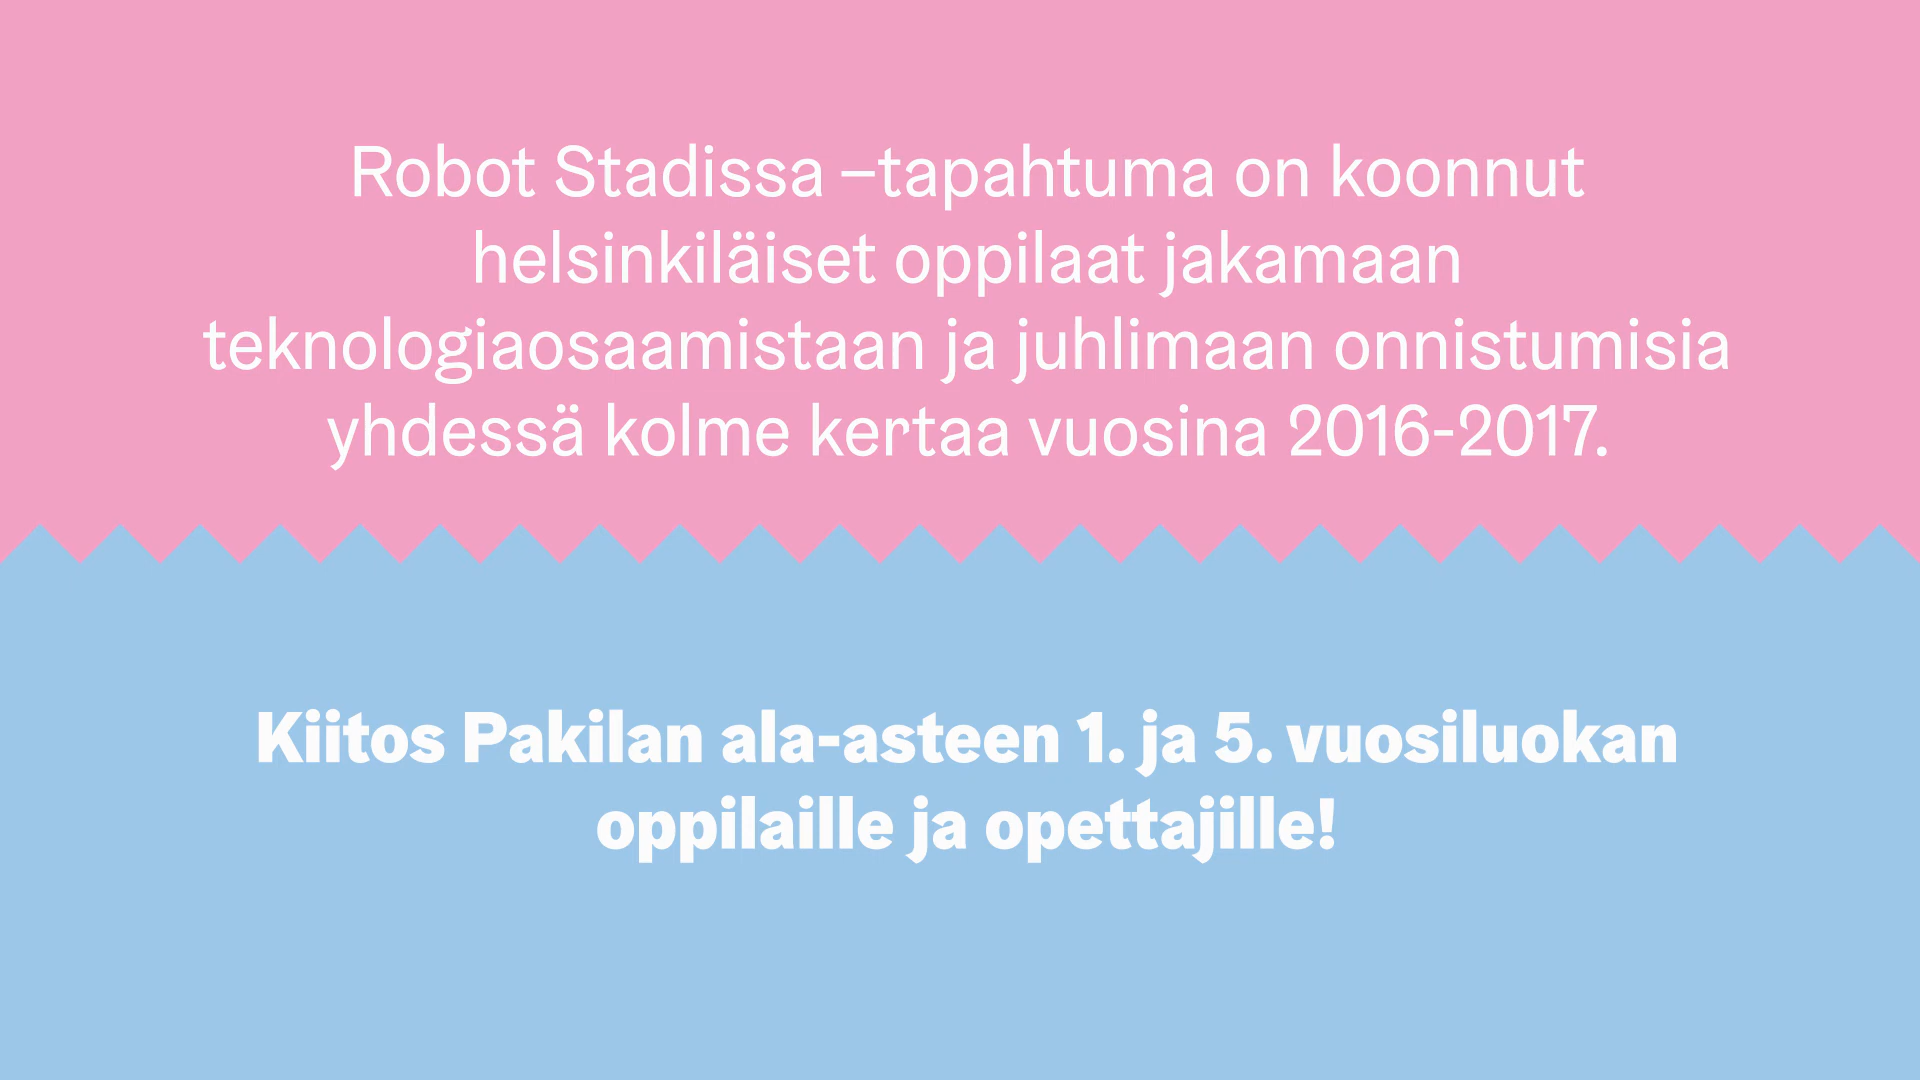 Robot Stadissa –tapahtuma on koonnut
helsinkiläiset oppilaat jakamaan
teknologiaosaamistaan ja juhlimaan onnistumisia
yhdessä kolme kertaa vuosina 2016-2017.
Kiitos Pakilan ala-asteen 1. ja 5. vuosiluokan
oppilaille ja opettajille!